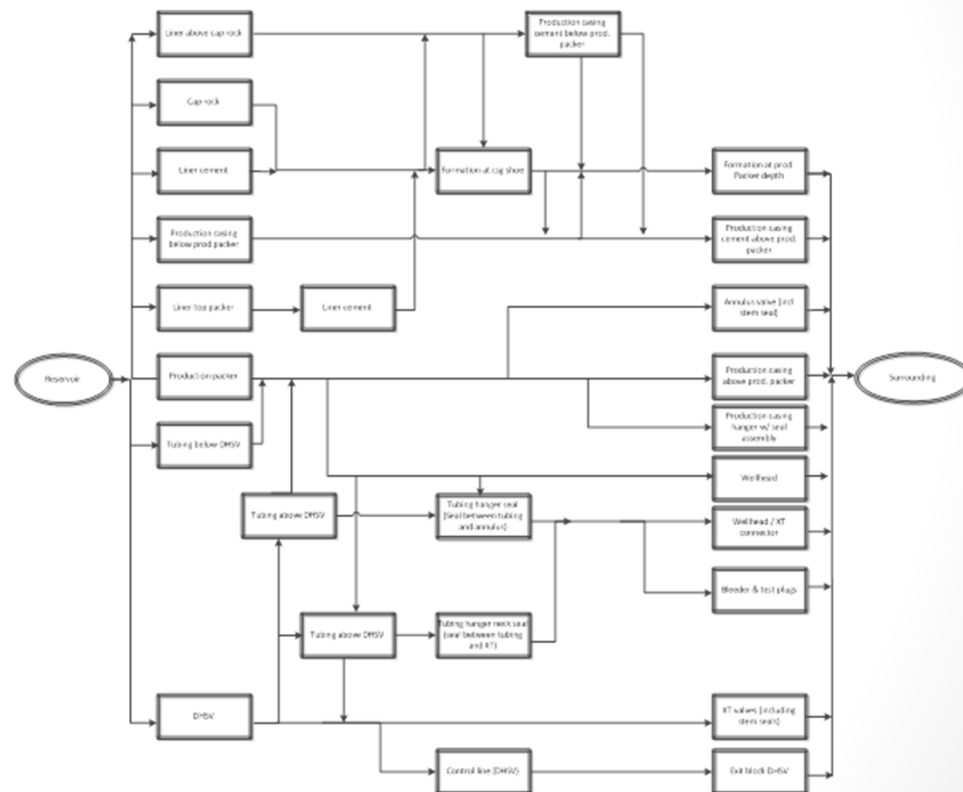 Liner above cap rock
Production casing
cement below prod.
packer
Cap rock
Liner cement
Formation at csg shoe
Formation at prod.
Packer depth
Production casing
below prod packer
Production casing
cement above prod.
packer
Liner top packer
Liner cement
Annulus valve (incl
stem seal)
Reservoir
Production packer
Production casing
above prod. packer
Surrounding
Production casing
hanger w/ seal
assembly
Tubing below DHSV
Wellhead
Tubing above DHSV
Tubing hanger seal
(Seal between tubing
and annulus)
Wellhead / XT
connector
Bleeder & test plugs
Tubing above DHSV
Tubing hanger neck seal
(seal between tubing
and XT)
DHSV
XT valves (including
stem seals)
Control line (DHSV)
Exit block DHSV